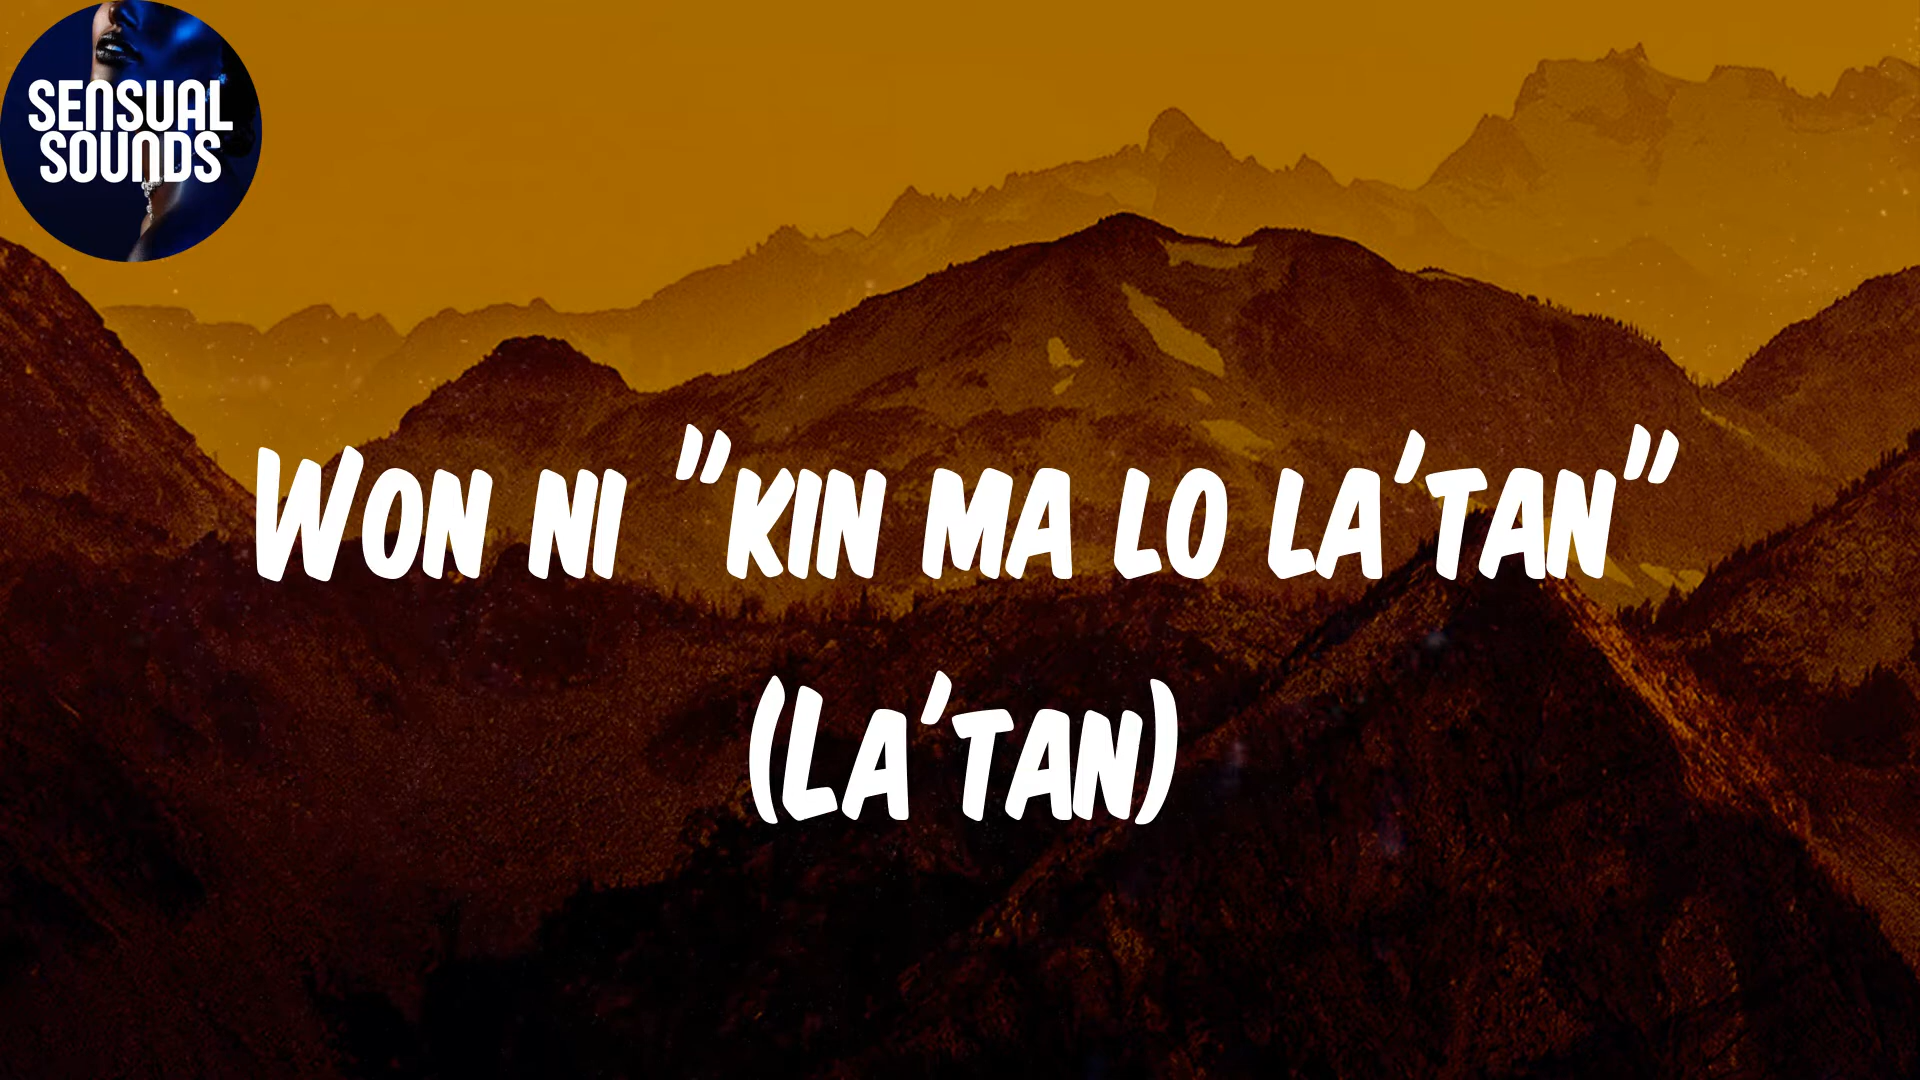 SENSUAL
SOUNDS
WON NI "KIN MA LO LA'TAN"
(LA'TAN)